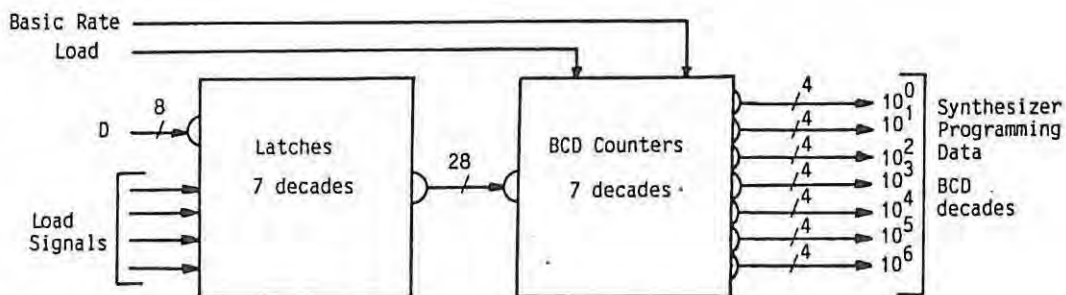 Basic Rate
Load
8
D
Latches
7 decades
Load
Signals
28
BCD Counters
7 decades
4 10^0
4 10^1
4 10^2
4 10^3
4 10^4
4 10^5
4 10^6
Synthesizer
Programming
Data
BCD
decades